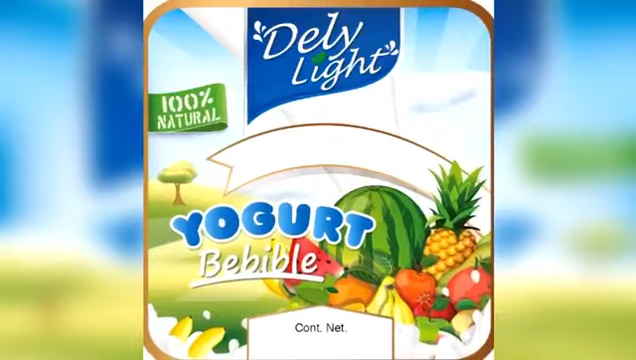 Dely
Light
100%
NATURAL
YOGURT
Bebible
Cont. Net.